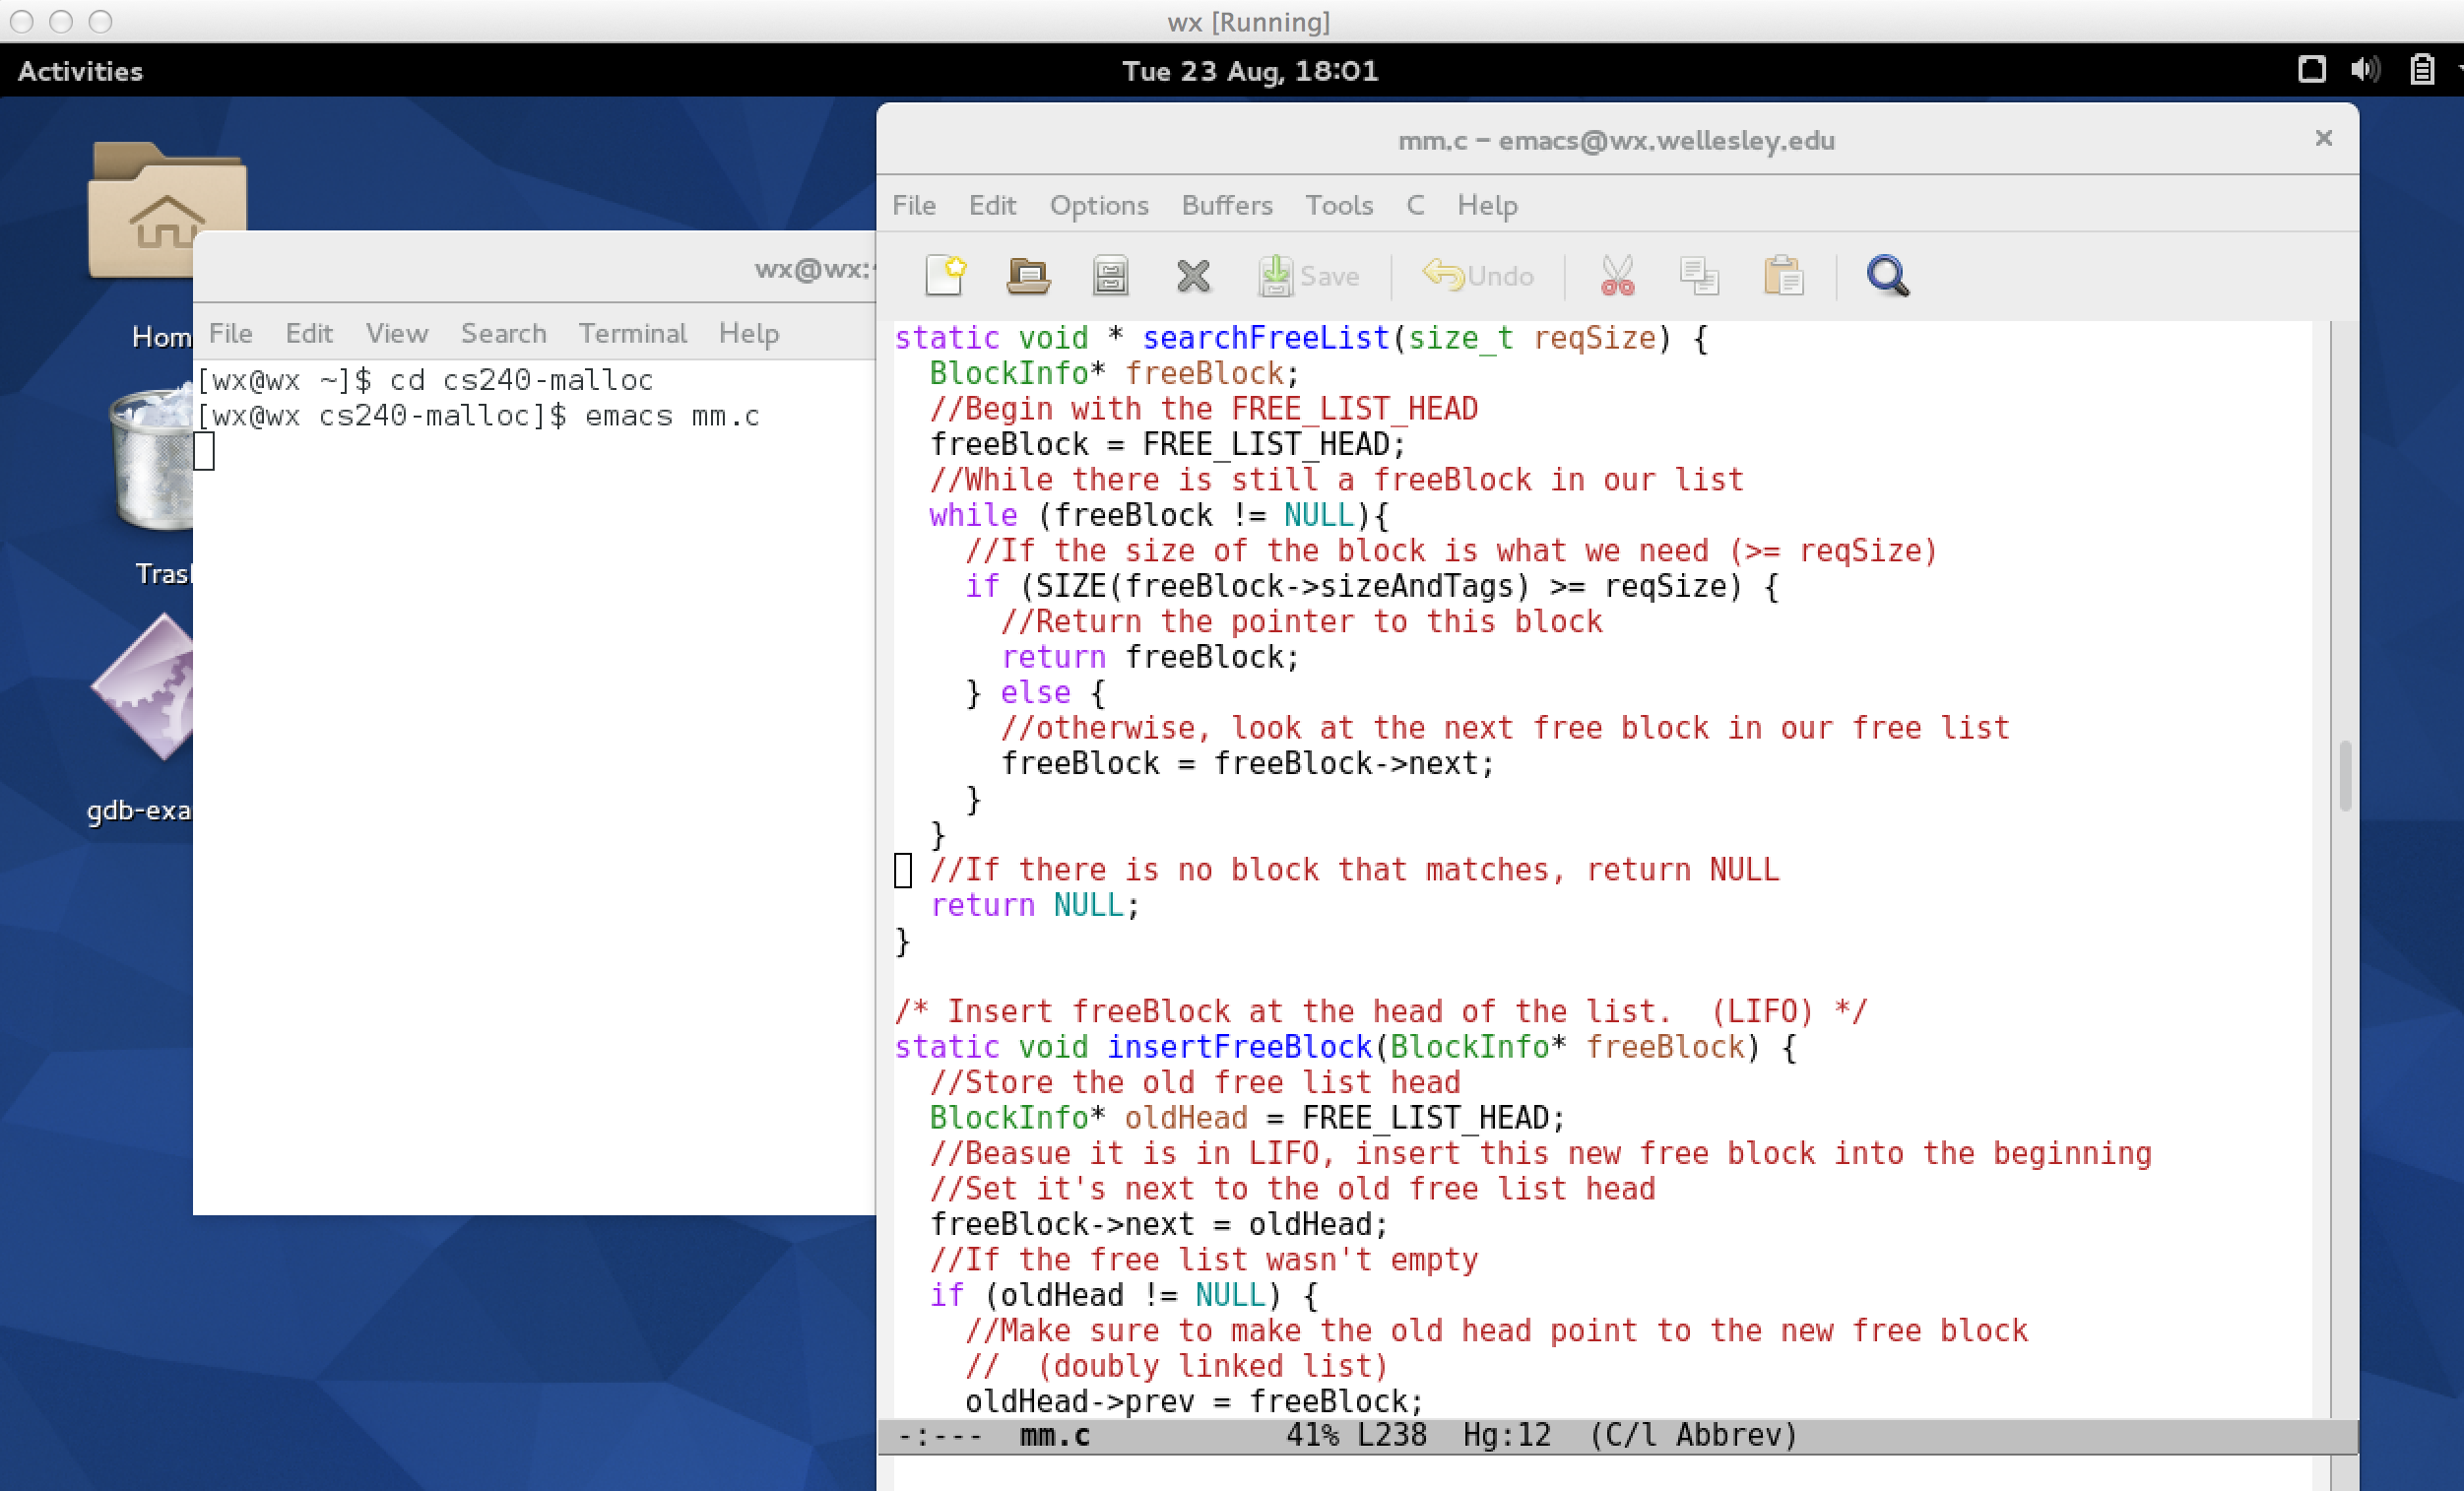 wx [Running]
Activities
Tue 23 Aug, 18:01
mm.c – emacs@wx.wellesley.edu
File Edit Options Buffers Tools C Help
Save Undo
wx@wx:
Hom
File Edit View Search Terminal Help
[wx@wx ~]$ cd cs240-malloc
[wx@wx cs240-malloc]$ emacs mm.c
Tras
gdb-exa
static void * searchFreeList(size_t reqSize) {
BlockInfo* freeBlock;
//Begin with the FREE_LIST_HEAD
freeBlock = FREE_LIST_HEAD;
//While there is still a freeBlock in our list
while (freeBlock != NULL){
//If the size of the block is what we need (>= reqSize)
if (SIZE(freeBlock->sizeAndTags) >= reqSize) {
//Return the pointer to this block
return freeBlock;
} else {
//otherwise, look at the next free block in our free list
freeBlock = freeBlock->next;
}
}
//If there is no block that matches, return NULL
return NULL;
}
/* Insert freeBlock at the head of the list.  (LIFO) */
static void insertFreeBlock(BlockInfo* freeBlock) {
//Store the old free list head
BlockInfo* oldHead = FREE_LIST_HEAD;
//Beasue it is in LIFO, insert this new free block into the beginning
//Set it's next to the old free list head
freeBlock->next = oldHead;
//If the free list wasn't empty
if (oldHead != NULL) {
//Make sure to make the old head point to the new free block
//  (doubly linked list)
oldHead->prev = freeBlock;
-:--- mm.c 41% L238 Hg:12 (C/l Abbrev)